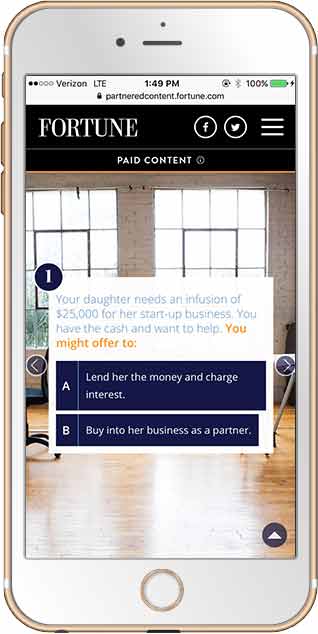 Verizon LTE 1:49 PM 100%
partneredcontent.fortune.com
FORTUNE
PAID CONTENT
1
Your daughter needs an infusion of
$25,000 for her start-up business. You
have the cash and want to help. You
might offer to:
A Lend her the money and charge
interest.
B Buy into her business as a partner.